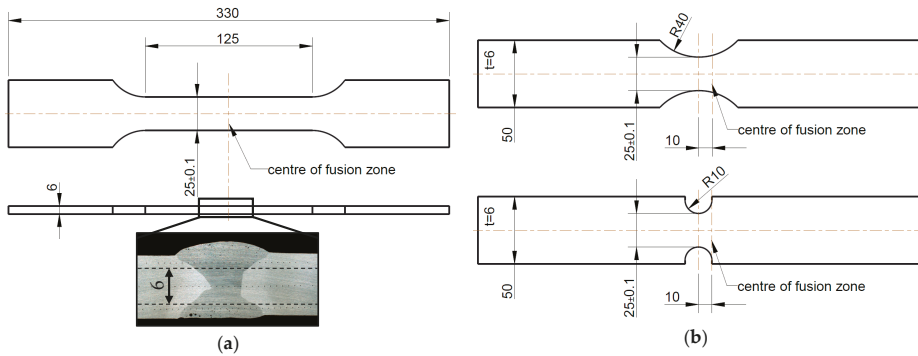 330
125
25±0.1
centre of fusion zone
6
6
(a)
R40
t=6
50
25±0.1
10
centre of fusion zone
R10
t=6
50
25±0.1
10
centre of fusion zone
(b)